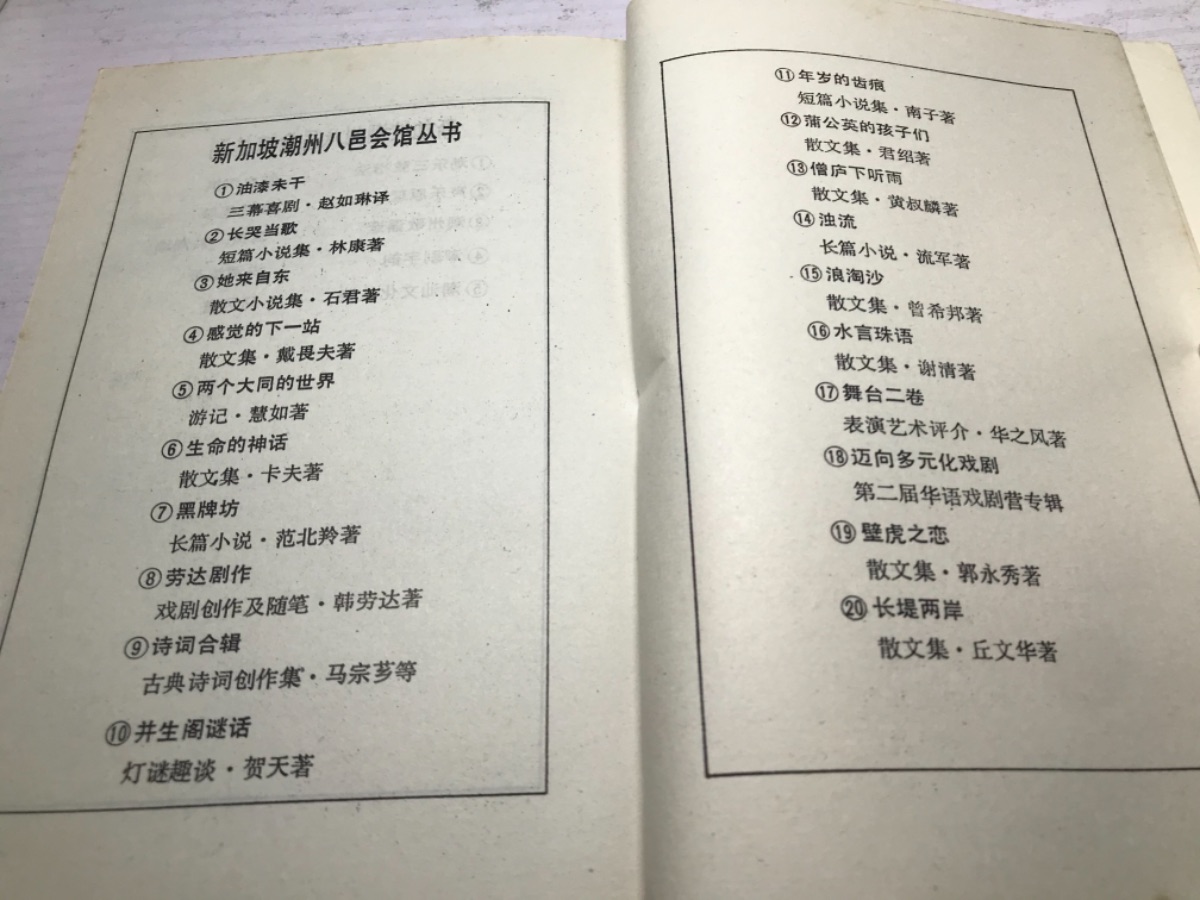 新加坡潮州八邑会馆丛书
①油漆未干
三幕喜剧·赵如琳译
②长哭当歌
短篇小说集·林康著
③她来自东
散文小说集·石君著
④感觉的下一站
散文集·戴畏夫著
⑤两个大同的世界
游记·慧如著
⑥生命的神话
散文集·卡夫著
⑦黑牌坊
长篇小说·范北羚著
⑧劳达剧作
戏剧创作及随笔·韩劳达著
⑨诗词合辑
古典诗词创作集·马宗芗等
⑩井生阁谜话
灯谜趣谈·贺天著
⑪年岁的齿痕
短篇小说集·南子著
⑫蒲公英的孩子们
散文集·君绍著
⑬僧庐下听雨
散文集·黄叔麟著
⑭浊流
长篇小说·流军著
⑮浪淘沙
散文集·曾希邦著
⑯水言珠语
散文集·谢清著
⑰舞台二卷
表演艺术评介·华之风著
⑱迈向多元化戏剧
第二届华语戏剧营专辑
⑲壁虎之恋
散文集·郭永秀著
⑳长堤两岸
散文集·丘文华著